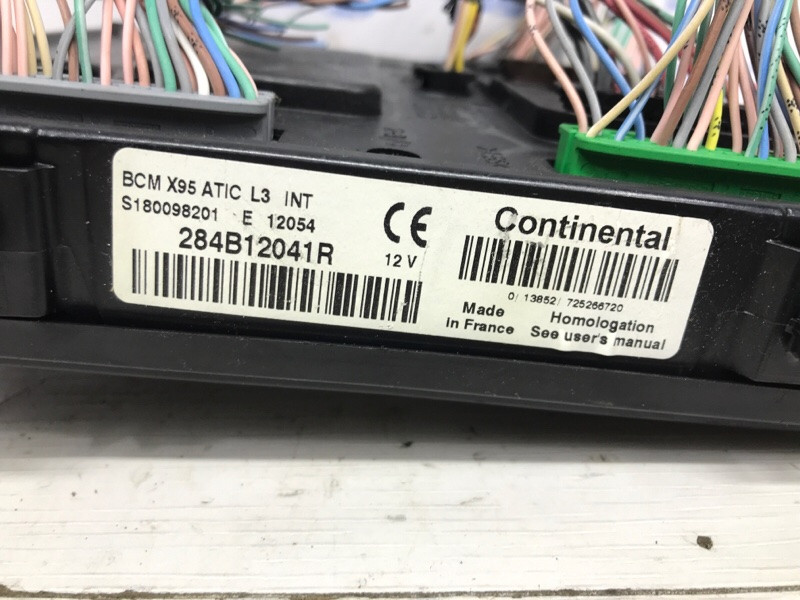 BCM X95 ATIC L3 INT
S180098201 E 12054
284B12041R
CE
12 V
Continental
0/ 13852/ 725266720
Made
in France
Homologation
See user's manual